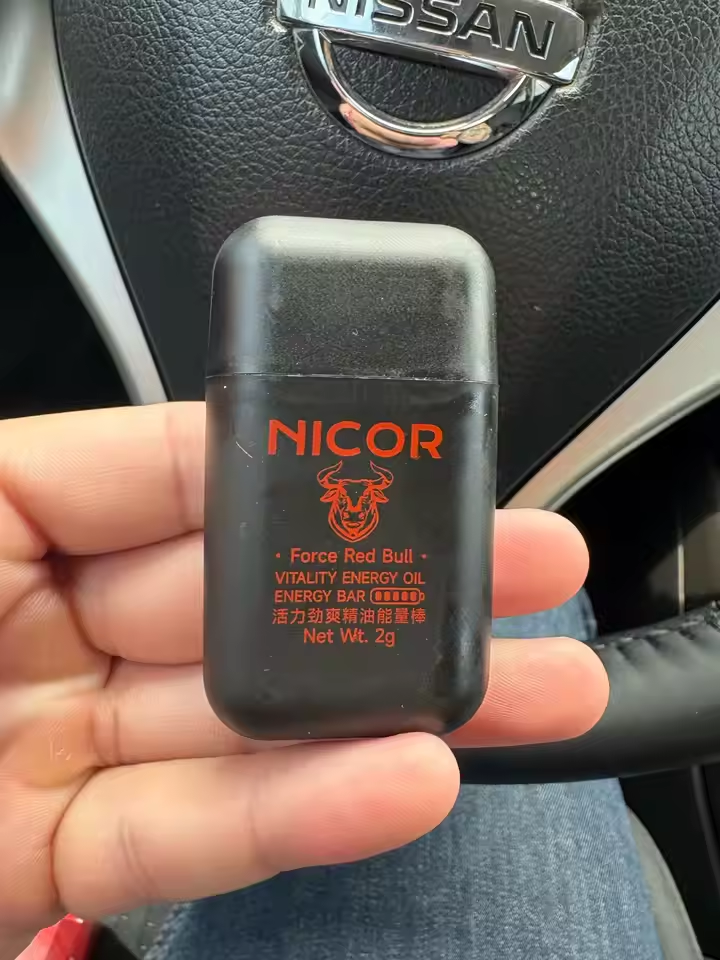 NISSAN
NICOR
• Force Red Bull •
VITALITY ENERGY OIL
ENERGY BAR
活力劲爽精油能量棒
Net Wt. 2g